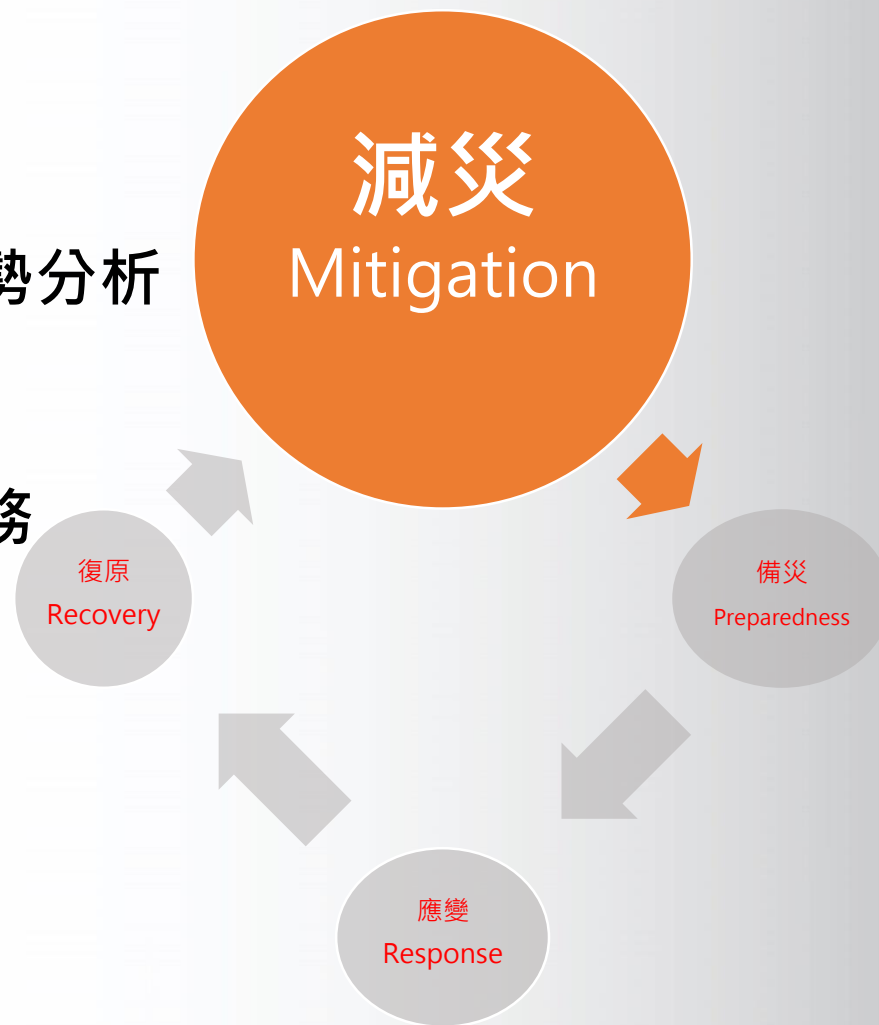 減災
Mitigation
勢分析
務
復原
Recovery
備災
Preparedness
應變
Response